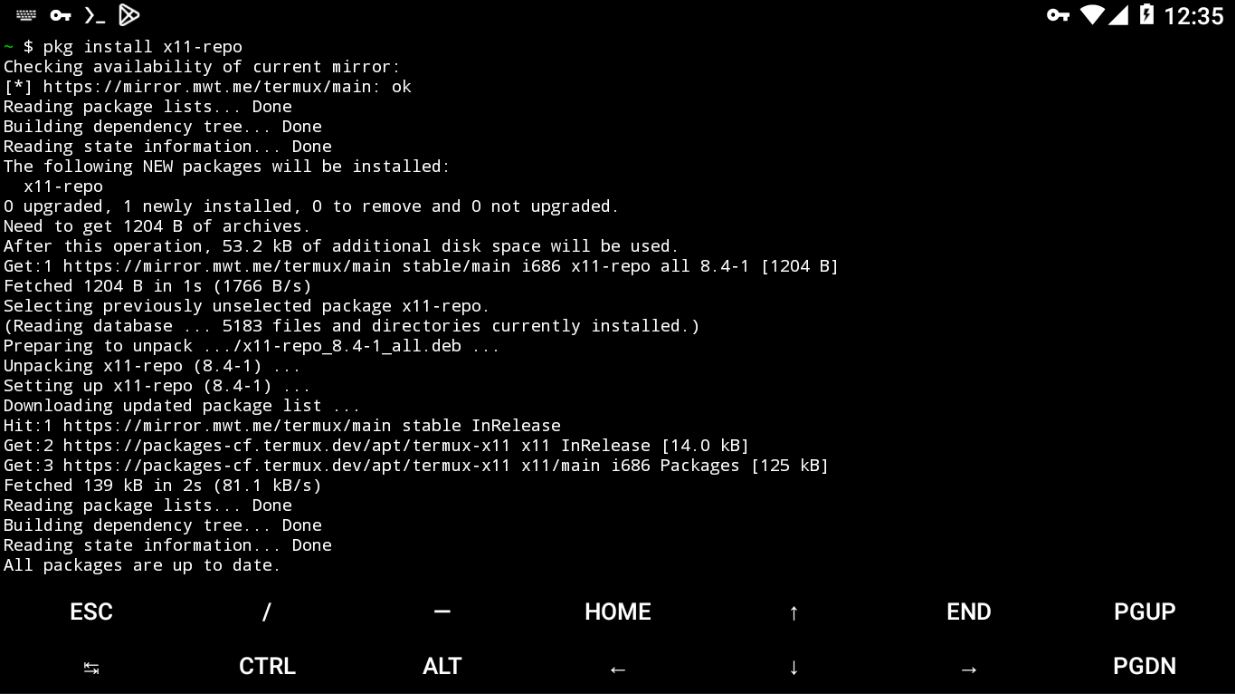 12:35
~ $ pkg install x11-repo
Checking availability of current mirror:
[*] https://mirror.mwt.me/termux/main: ok
Reading package lists... Done
Building dependency tree... Done
Reading state information... Done
The following NEW packages will be installed:
  x11-repo
0 upgraded, 1 newly installed, 0 to remove and 0 not upgraded.
Need to get 1204 B of archives.
After this operation, 53.2 kB of additional disk space will be used.
Get:1 https://mirror.mwt.me/termux/main stable/main i686 x11-repo all 8.4-1 [1204 B]
Fetched 1204 B in 1s (1766 B/s)
Selecting previously unselected package x11-repo.
(Reading database ... 5183 files and directories currently installed.)
Preparing to unpack .../x11-repo_8.4-1_all.deb ...
Unpacking x11-repo (8.4-1) ...
Setting up x11-repo (8.4-1) ...
Downloading updated package list ...
Hit:1 https://mirror.mwt.me/termux/main stable InRelease
Get:2 https://packages-cf.termux.dev/apt/termux-x11 x11 InRelease [14.0 kB]
Get:3 https://packages-cf.termux.dev/apt/termux-x11 x11/main i686 Packages [125 kB]
Fetched 139 kB in 2s (81.1 kB/s)
Reading package lists... Done
Building dependency tree... Done
Reading state information... Done
All packages are up to date.
ESC / — HOME ↑ END PGUP
↹ CTRL ALT ← ↓ → PGDN